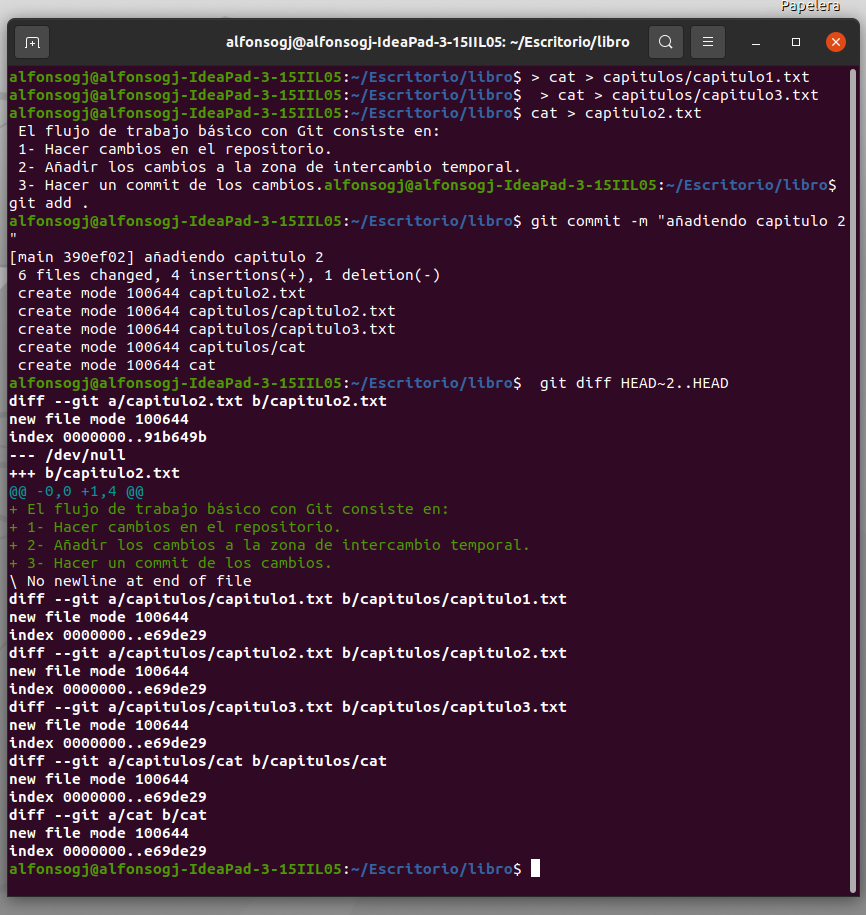 Papelera
alfonsogj@alfonsogj-IdeaPad-3-15IIL05: ~/Escritorio/libro
alfonsogj@alfonsogj-IdeaPad-3-15IIL05:~/Escritorio/libro$ > cat > capitulos/capitulo1.txt
alfonsogj@alfonsogj-IdeaPad-3-15IIL05:~/Escritorio/libro$  > cat > capitulos/capitulo3.txt
alfonsogj@alfonsogj-IdeaPad-3-15IIL05:~/Escritorio/libro$ cat > capitulo2.txt
 El flujo de trabajo básico con Git consiste en:
 1- Hacer cambios en el repositorio.
 2- Añadir los cambios a la zona de intercambio temporal.
 3- Hacer un commit de los cambios.alfonsogj@alfonsogj-IdeaPad-3-15IIL05:~/Escritorio/libro$
git add .
alfonsogj@alfonsogj-IdeaPad-3-15IIL05:~/Escritorio/libro$ git commit -m "añadiendo capitulo 2
"
[main 390ef02] añadiendo capitulo 2
 6 files changed, 4 insertions(+), 1 deletion(-)
 create mode 100644 capitulo2.txt
 create mode 100644 capitulos/capitulo2.txt
 create mode 100644 capitulos/capitulo3.txt
 create mode 100644 capitulos/cat
 create mode 100644 cat
alfonsogj@alfonsogj-IdeaPad-3-15IIL05:~/Escritorio/libro$  git diff HEAD~2..HEAD
diff --git a/capitulo2.txt b/capitulo2.txt
new file mode 100644
index 0000000..91b649b
--- /dev/null
+++ b/capitulo2.txt
@@ -0,0 +1,4 @@
+ El flujo de trabajo básico con Git consiste en:
+ 1- Hacer cambios en el repositorio.
+ 2- Añadir los cambios a la zona de intercambio temporal.
+ 3- Hacer un commit de los cambios.
\ No newline at end of file
diff --git a/capitulos/capitulo1.txt b/capitulos/capitulo1.txt
new file mode 100644
index 0000000..e69de29
diff --git a/capitulos/capitulo2.txt b/capitulos/capitulo2.txt
new file mode 100644
index 0000000..e69de29
diff --git a/capitulos/capitulo3.txt b/capitulos/capitulo3.txt
new file mode 100644
index 0000000..e69de29
diff --git a/capitulos/cat b/capitulos/cat
new file mode 100644
index 0000000..e69de29
diff --git a/cat b/cat
new file mode 100644
index 0000000..e69de29
alfonsogj@alfonsogj-IdeaPad-3-15IIL05:~/Escritorio/libro$